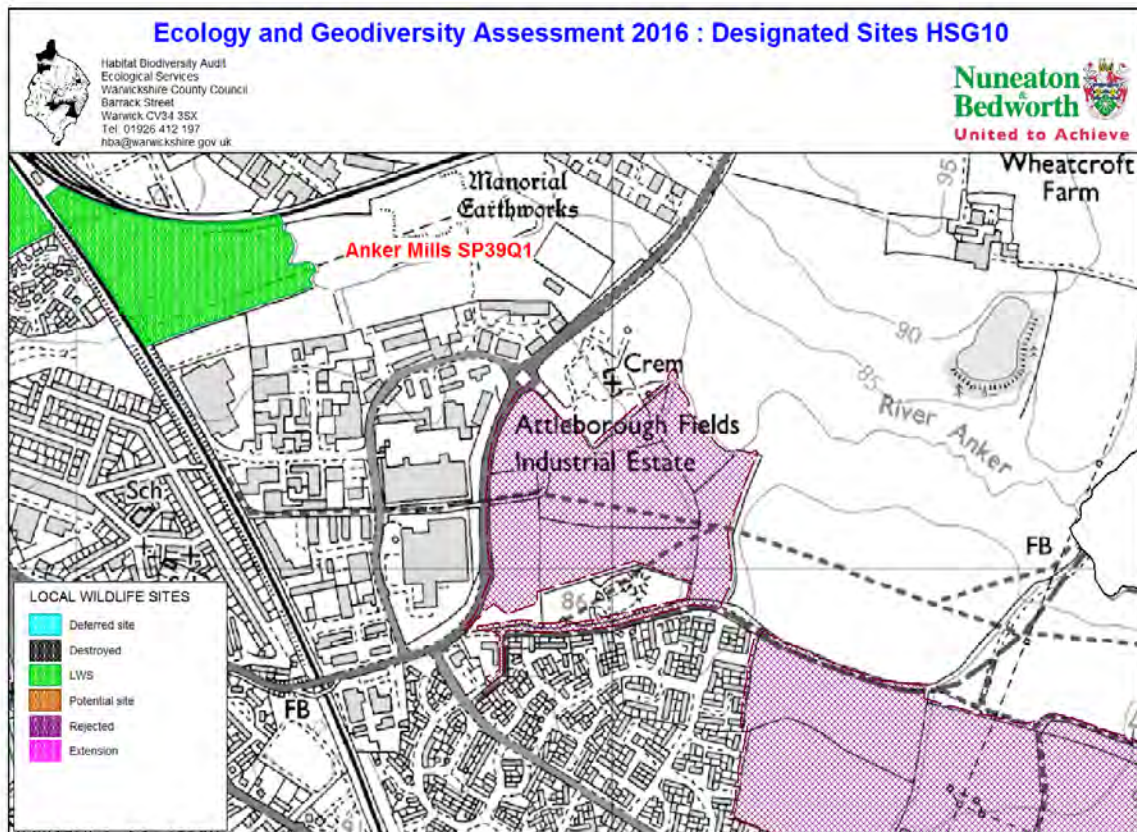 Ecology and Geodiversity Assessment 2016 : Designated Sites HSG10
Habitat Biodiversity Audit
Ecological Services
Warwickshire County Council
Barrack Street
Warwick CV34 3SX
Tel 01926 412 197
hba@warwickshire.gov.uk
Nuneaton
&
Bedworth
United to Achieve
Wheatcroft
Farm
95
Manorial
Earthworks
Anker Mills SP39Q1
90
85
River Anker
Crem
Attleborough Fields
Industrial Estate
Sch
FB
86
FB
91
LOCAL WILDLIFE SITES
Deferred site
Destroyed
LWS
Potential site
Rejected
Extension